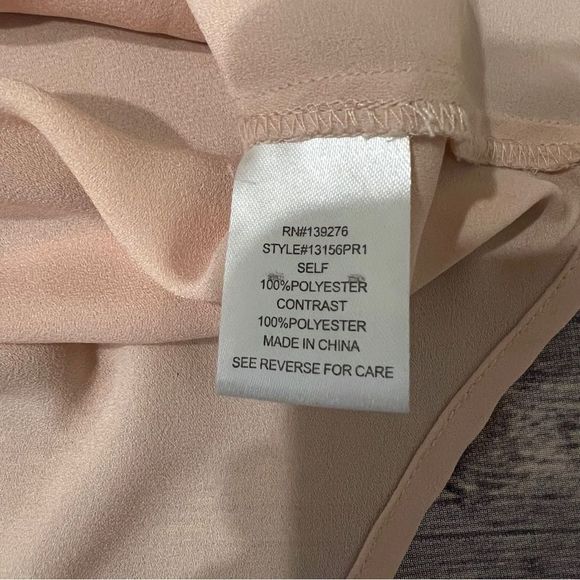 RN#139276
STYLE#13156PR1
SELF
100%POLYESTER
CONTRAST
100%POLYESTER
MADE IN CHINA
SEE REVERSE FOR CARE